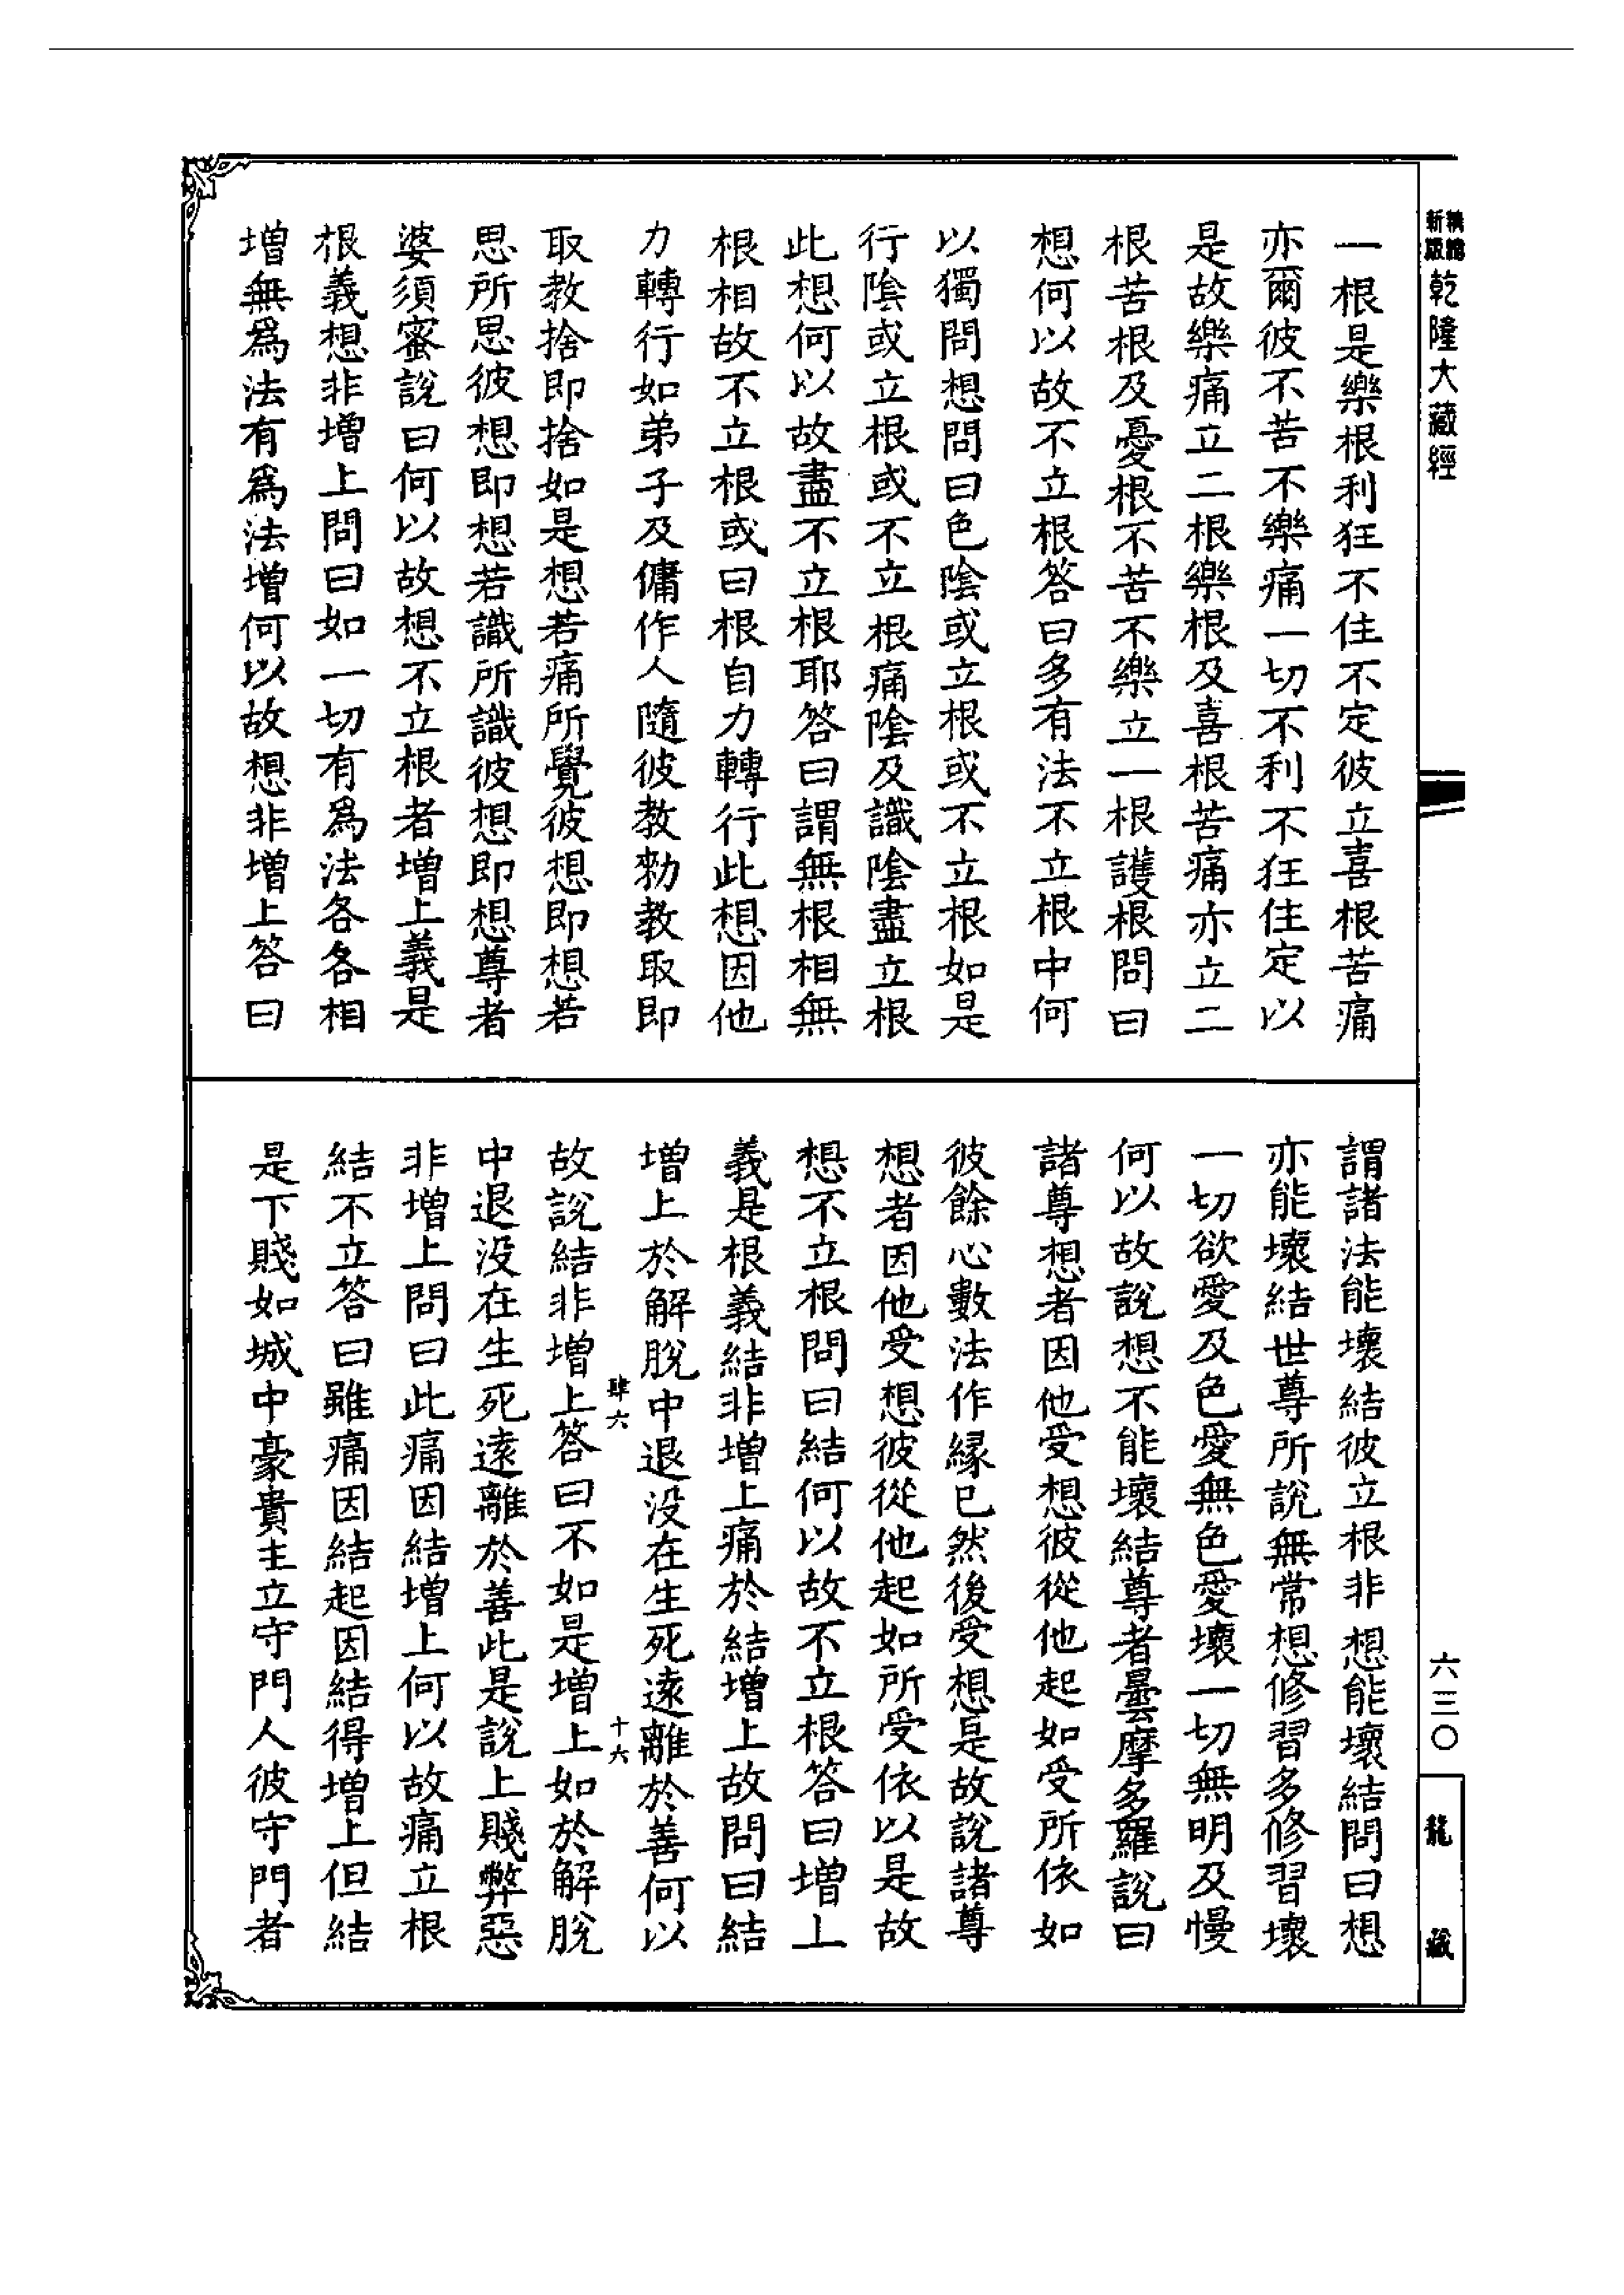 新版精縮
乾隆大藏經
六三〇
龍藏
一根是樂根利狂不住不定彼立喜根苦痛
亦爾彼不苦不樂痛一切不利不狂住定以
是故樂痛立二根樂根及喜根苦痛亦立二
根苦根及憂根不苦不樂立一根護根問曰
想何以故不立根答曰多有法不立根中何
以獨問想問曰色陰或立根或不立根如是
行陰或立根或不立根痛陰及識陰盡立根
此想何以故盡不立根耶答曰謂無根相無
根相故不立根或曰根自力轉行此想因他
力轉行如弟子及傭作人隨彼教勑教取即
取教捨即捨如是想若痛所覺彼想即想若
思所思彼想即想若識所識彼想即想尊者
婆須蜜說曰何以故想不立根者增上義是
根義想非增上問曰如一切有爲法各各相
增無爲法有爲法增何以故想非增上答曰
謂諸法能壞結彼立根非想能壞結問曰想
亦能壞結世尊所說無常想修習多修習壞
一切欲愛及色愛無色愛壞一切無明及慢
何以故說想不能壞結尊者曇摩多羅說曰
諸尊想者因他受想彼從他起如受所依如
彼餘心數法作緣已然後受想是故說諸尊
想者因他受想彼從他起如所受依以是故
想不立根問曰結何以故不立根答曰增上
義是根義結非增上痛於結增上故問曰結
增上於解脫中退沒在生死遠離於善何以
肆六 十六
故說結非增上答曰不如是增上如於解脫
中退沒在生死遠離於善此是說上賤弊惡
非增上問曰此痛因結增上何以故痛立根
結不立答曰雖痛因結起因結得增上但結
是下賤如城中豪貴主立守門人彼守門者